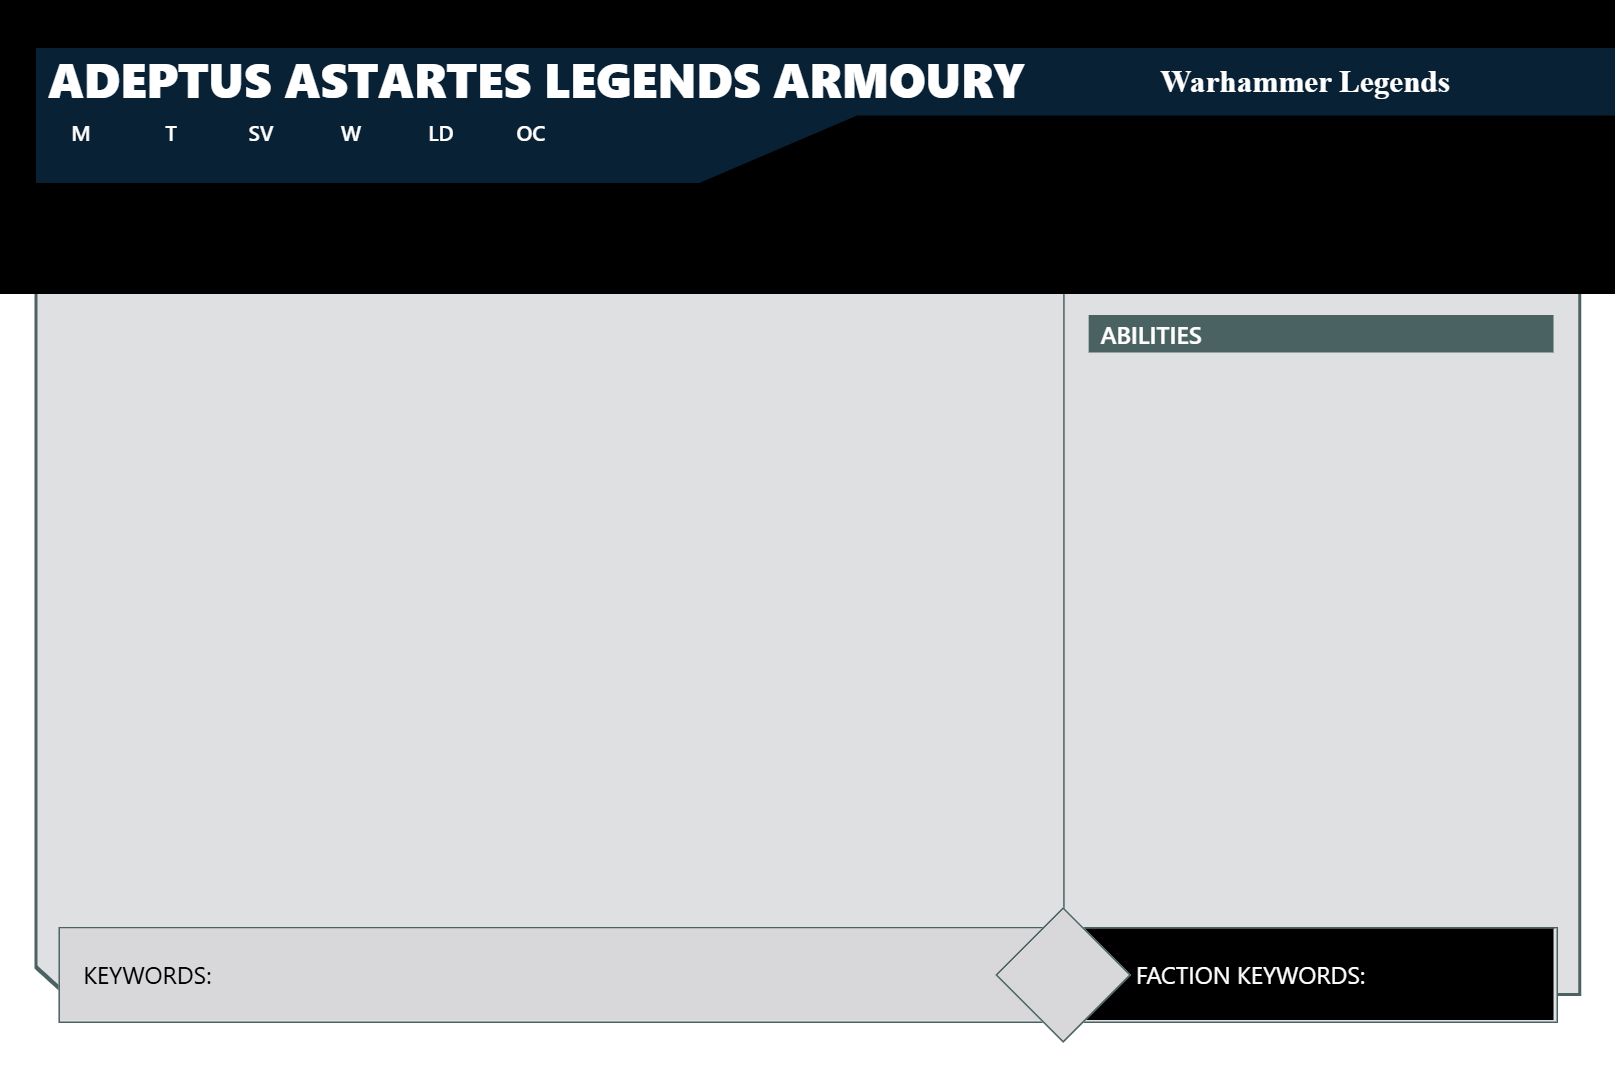 ADEPTUS ASTARTES LEGENDS ARMOURY
Warhammer Legends
M T SV W LD OC
ABILITIES
KEYWORDS:
FACTION KEYWORDS: